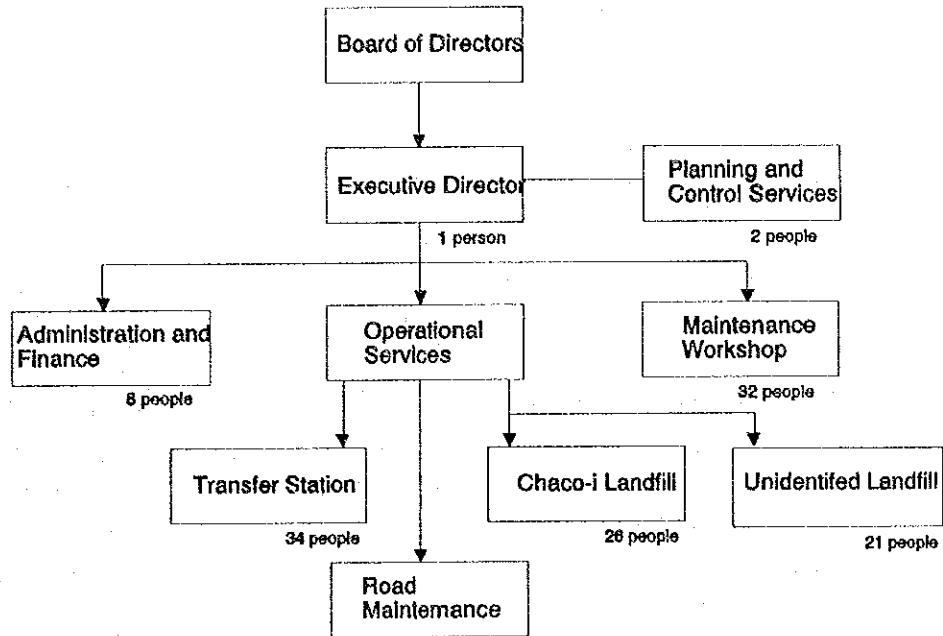 Board of Directors
Executive Director
1 person
Planning and
Control Services
2 people
Administration and
Finance
8 people
Operational
Services
Maintenance
Workshop
32 people
Transfer Station
34 people
Chaco-i Landfill
26 people
Unidentifed Landfill
21 people
Road
Maintemance